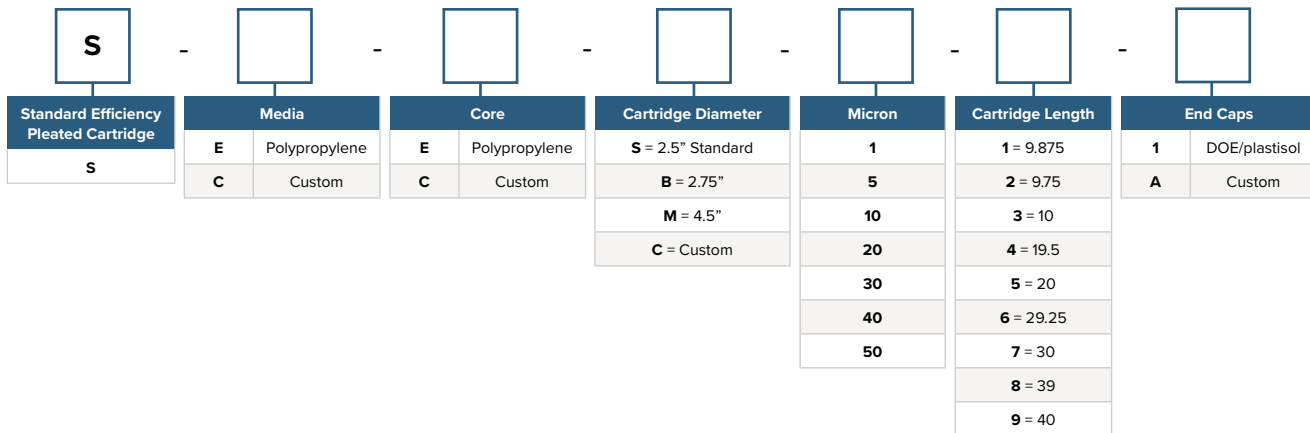 S - - - - - -
Standard Efficiency
Pleated Cartridge
S
Media
E Polypropylene
C Custom
Core
E Polypropylene
C Custom
Cartridge Diameter
S = 2.5” Standard
B = 2.75”
M = 4.5”
C = Custom
Micron
1
5
10
20
30
40
50
Cartridge Length
1 = 9.875
2 = 9.75
3 = 10
4 = 19.5
5 = 20
6 = 29.25
7 = 30
8 = 39
9 = 40
End Caps
1 DOE/plastisol
A Custom